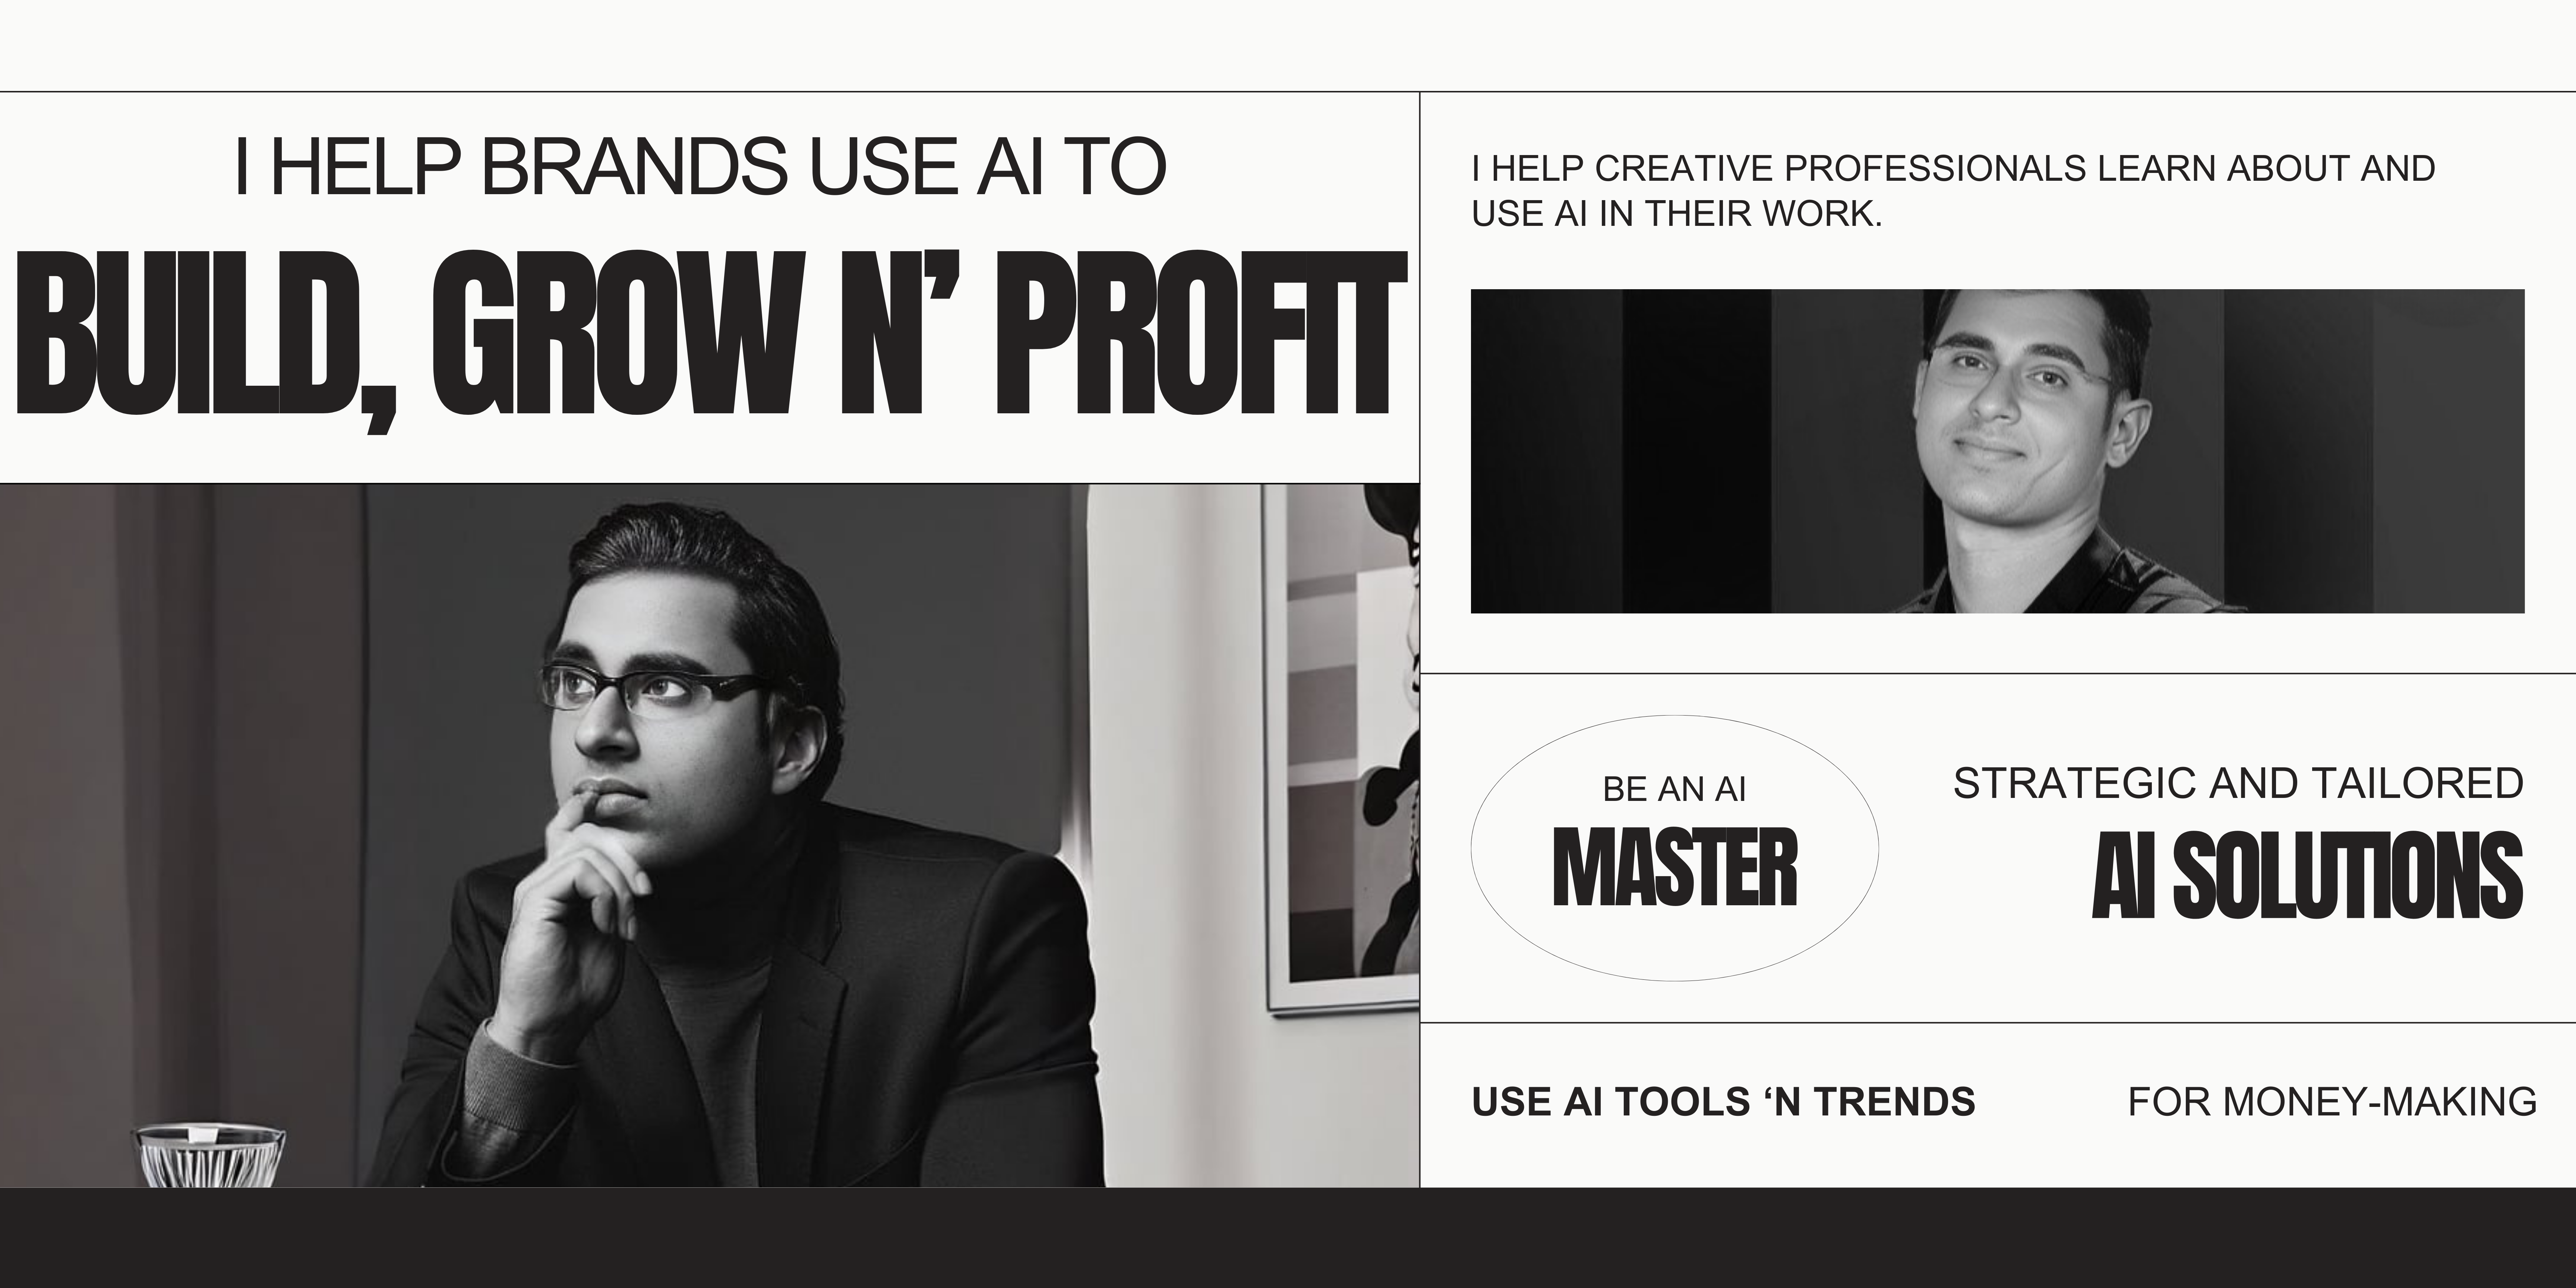 I HELP BRANDS USE AI TO
BUILD, GROW N’ PROFIT
I HELP CREATIVE PROFESSIONALS LEARN ABOUT AND
USE AI IN THEIR WORK.
BE AN AI
MASTER
STRATEGIC AND TAILORED
AI SOLUTIONS
USE AI TOOLS ‘N TRENDS
FOR MONEY-MAKING